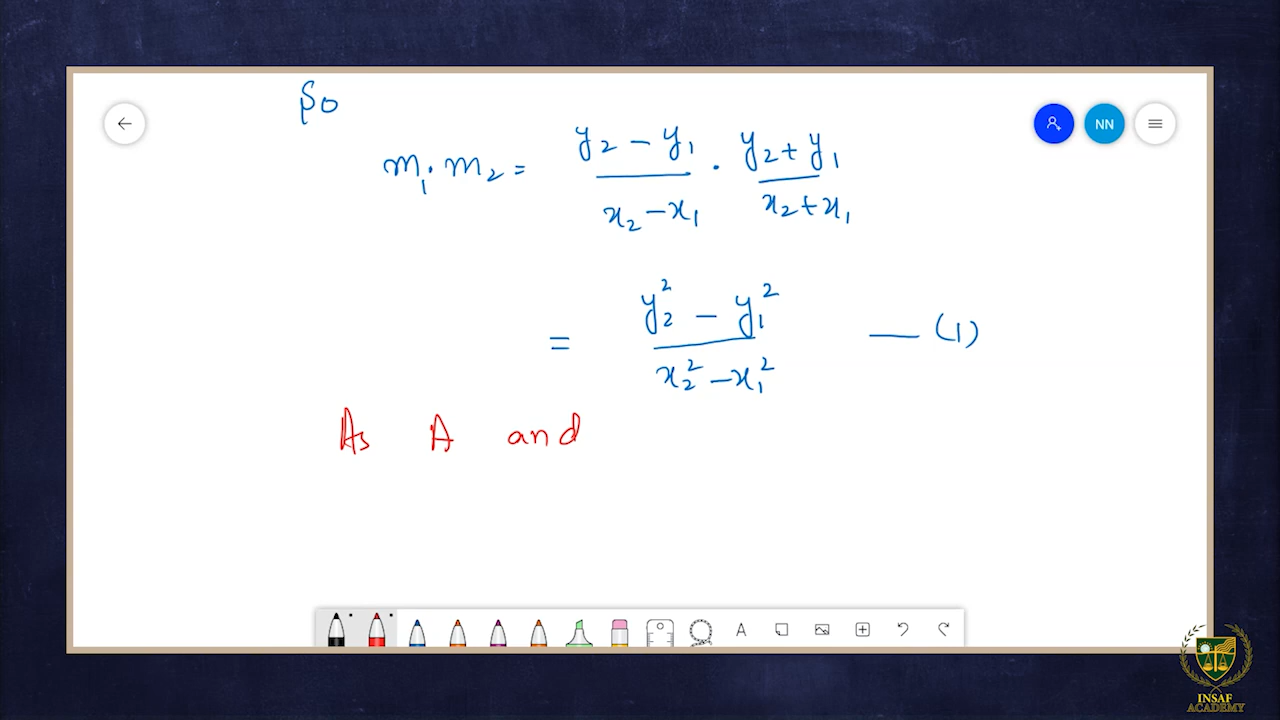 So
NN
m₁ · m₂ = y₂ − y₁ / x₂ − x₁ · y₂ + y₁ / x₂ + x₁
= y₂² − y₁² / x₂² − x₁² — (1)
As A and
A
INSAF
ACADEMY